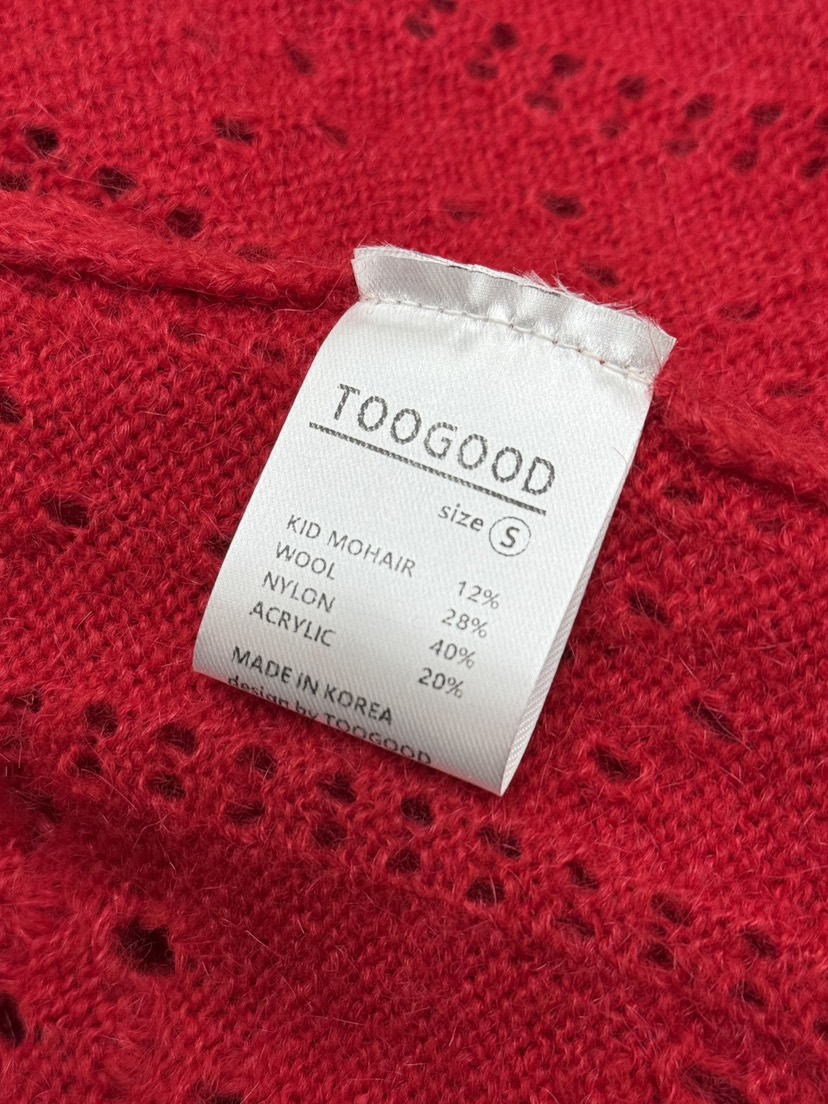 TOOGOOD
size S
KID MOHAIR 12%
WOOL 28%
NYLON 40%
ACRYLIC 20%
MADE IN KOREA
design by TOOGOOD